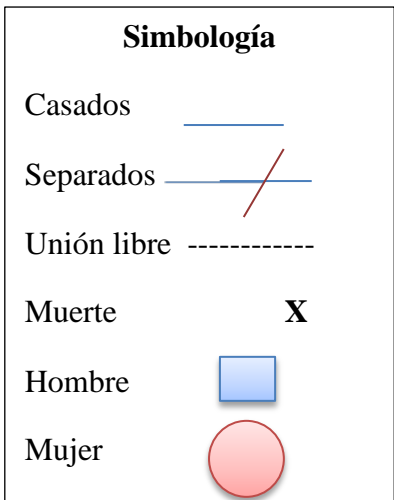 Simbología
Casados
Separados
Unión libre ------------
Muerte X
Hombre
Mujer